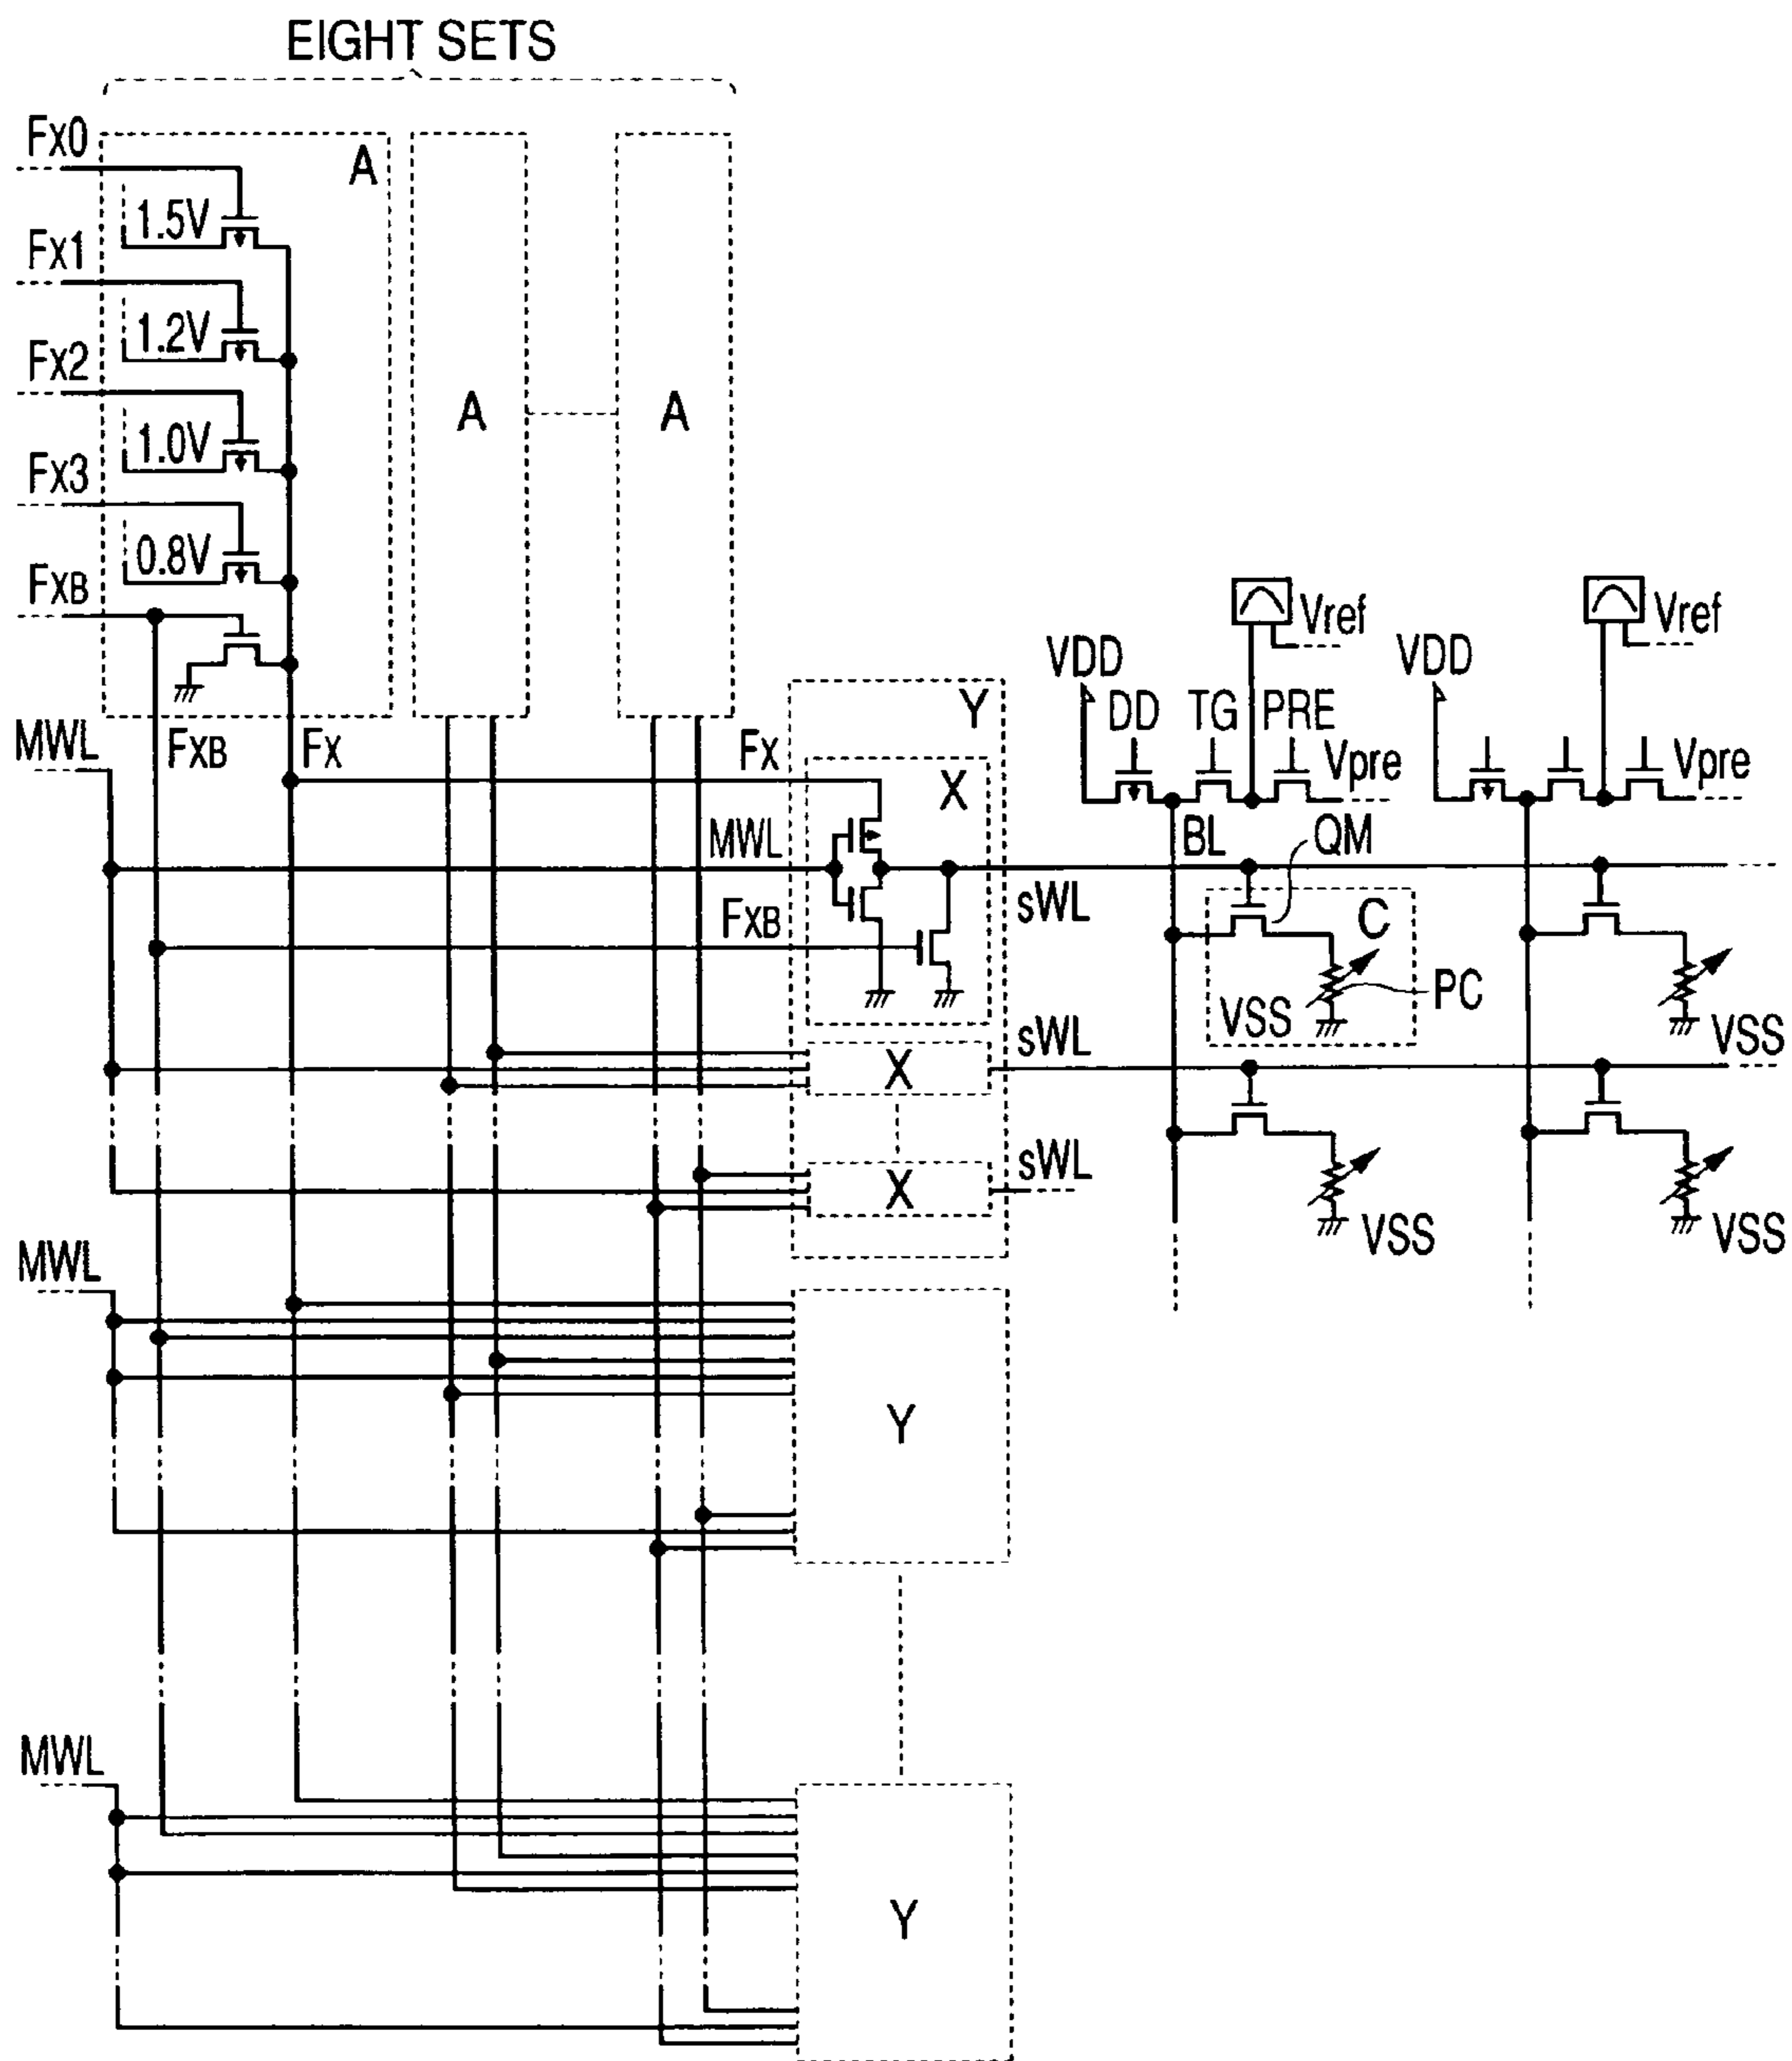 EIGHT SETS
Fx0
A
1.5V
Fx1
1.2V
Fx2
1.0V
A
A
Fx3
0.8V
FxB
Vref
Vref
VDD
VDD
Y
DD
TG
PRE
MWL
FxB
Fx
Fx
Vpre
Vpre
X
MWL
BL
QM
FxB
sWL
C
VSS
PC
sWL
VSS
X
sWL
X
VSS
VSS
MWL
Y
MWL
Y